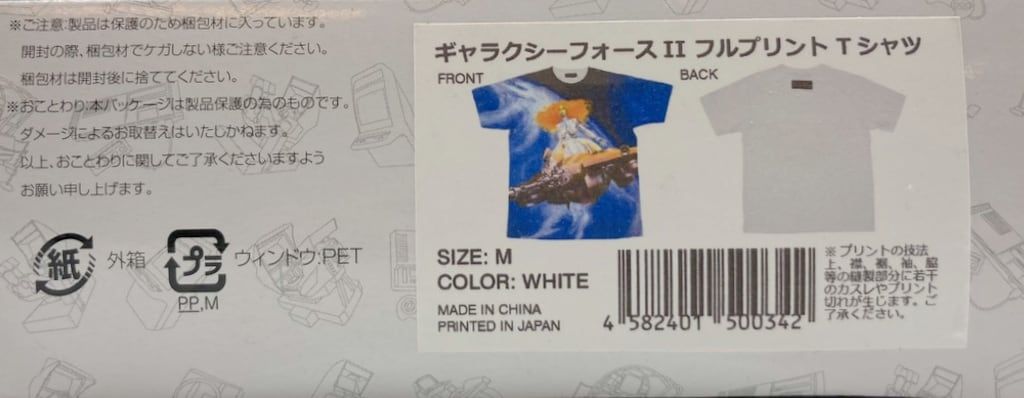 ※ご注意:製品は保護のため梱包材に入っています。
開封の際、梱包材でケガしない様ご注意ください。
梱包材は開封後に捨ててください。
※おことわり:本パッケージは製品保護の為のものです。
ダメージによるお取替えはいたしかねます。
以上、おことわりに関してご了承くださいますよう
お願い申し上げます。
紙 外箱
プラ ウィンドウ:PET
PP,M
ギャラクシーフォース II フルプリント T シャツ
FRONT
BACK
SIZE: M
COLOR: WHITE
MADE IN CHINA
PRINTED IN JAPAN
4 582401 500342
※プリントの技法
上、襟、裾、袖、脇
等の縫製部分に若干
のカスレやプリント
切れが生じます。ご
了承ください。